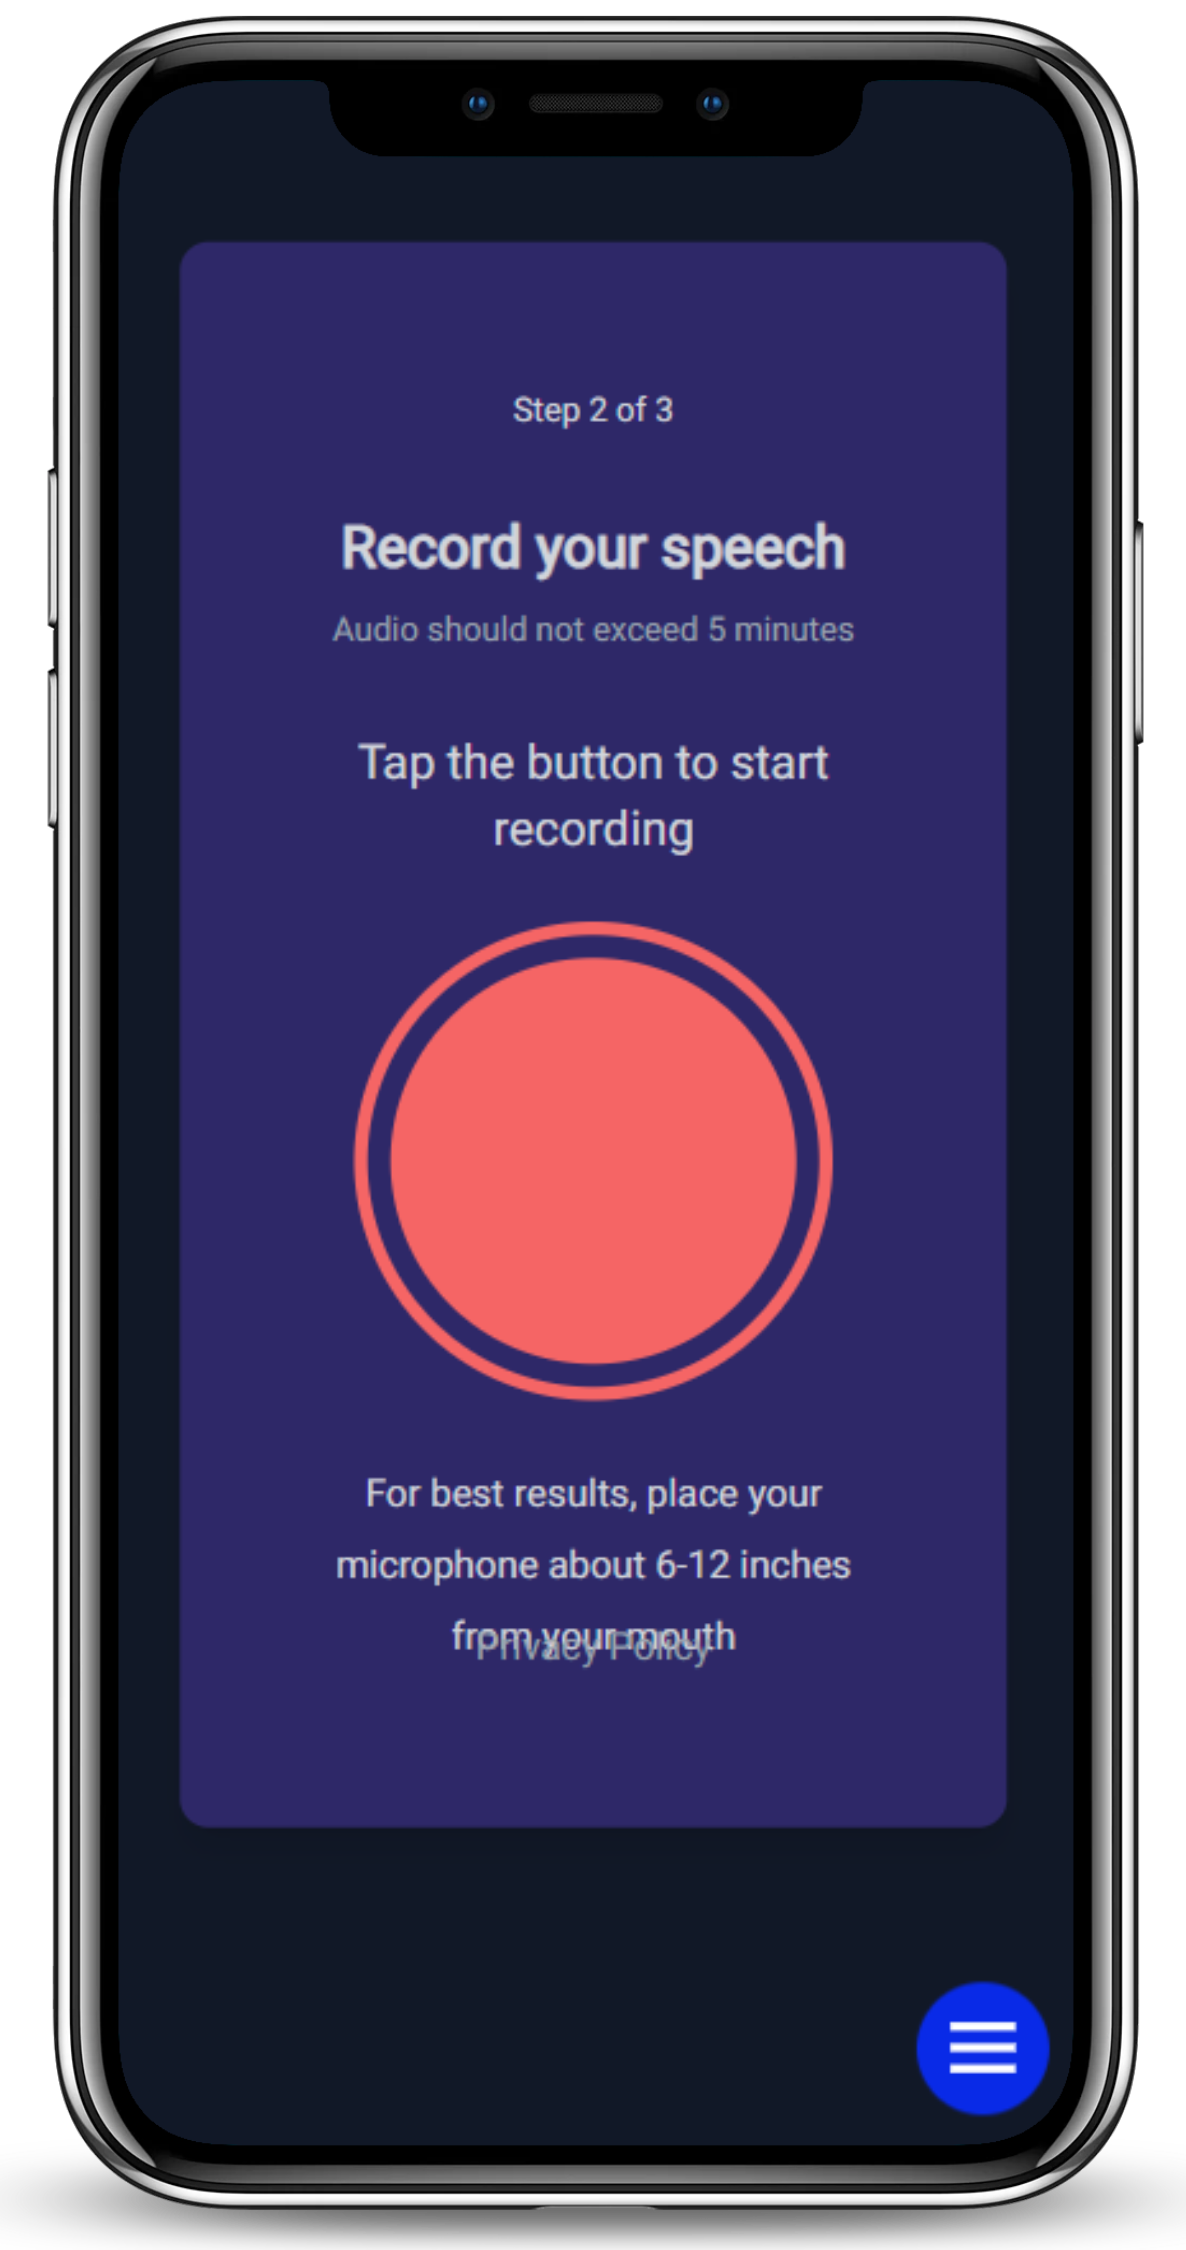 Step 2 of 3
Record your speech
Audio should not exceed 5 minutes
Tap the button to start
recording
For best results, place your
microphone about 6-12 inches
from your mouth
Privacy Policy